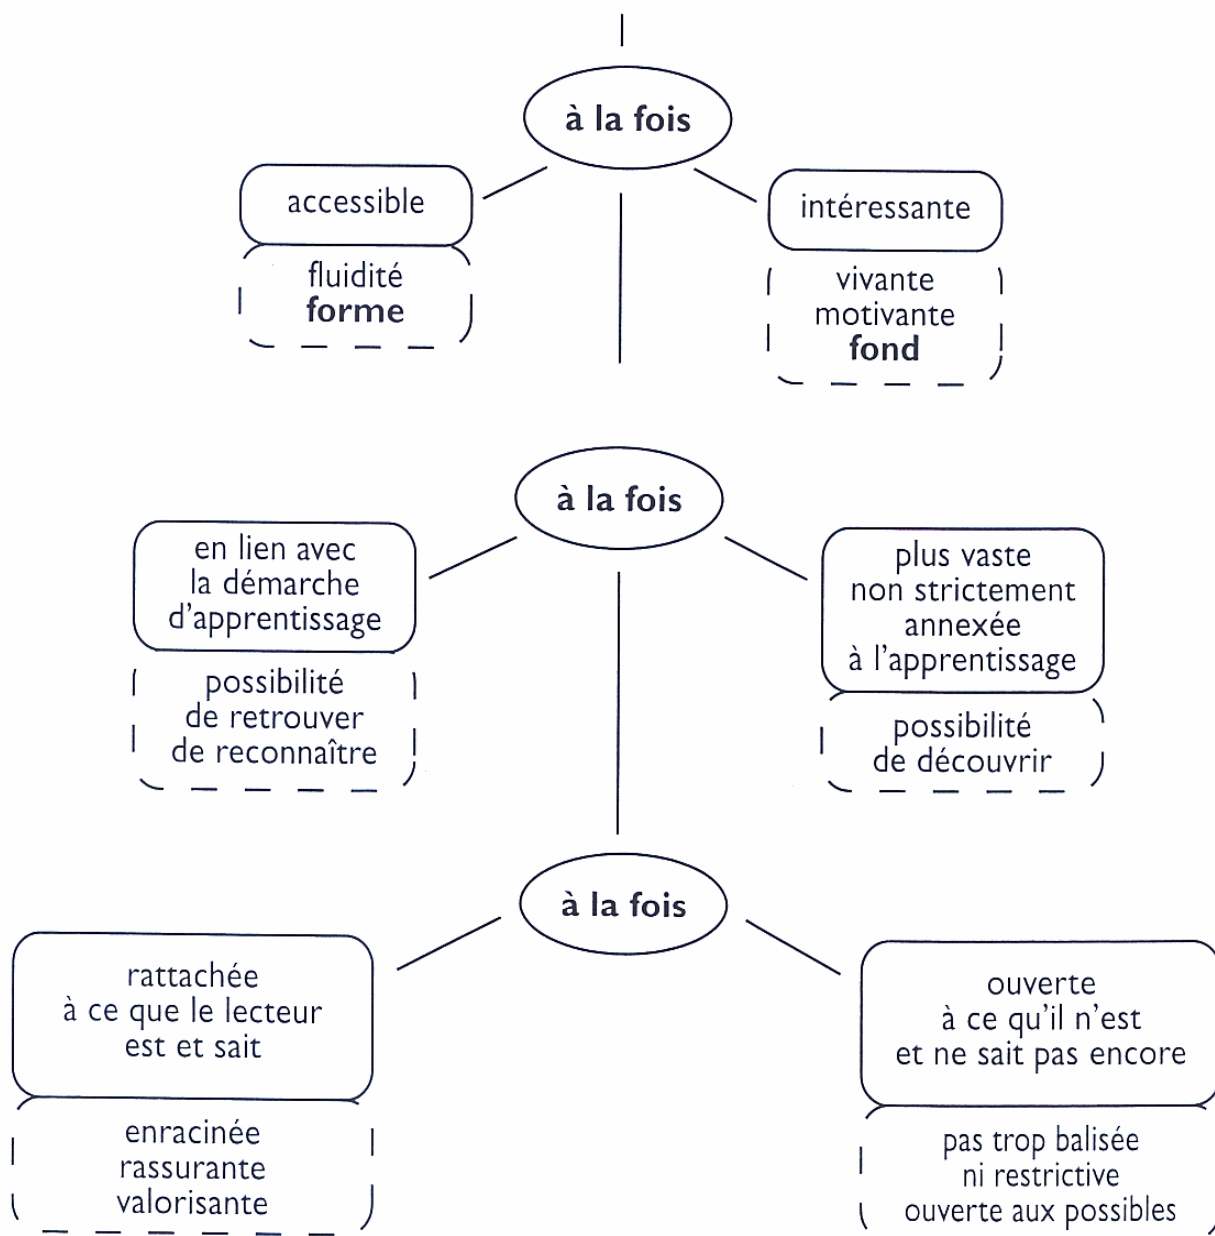 à la fois
accessible
fluidité
forme
intéressante
vivante
motivante
fond
à la fois
en lien avec
la démarche
d'apprentissage
possibilité
de retrouver
de reconnaître
plus vaste
non strictement
annexée
à l'apprentissage
possibilité
de découvrir
à la fois
rattachée
à ce que le lecteur
est et sait
enracinée
rassurante
valorisante
ouverte
à ce qu'il n'est
et ne sait pas encore
pas trop balisée
ni restrictive
ouverte aux possibles